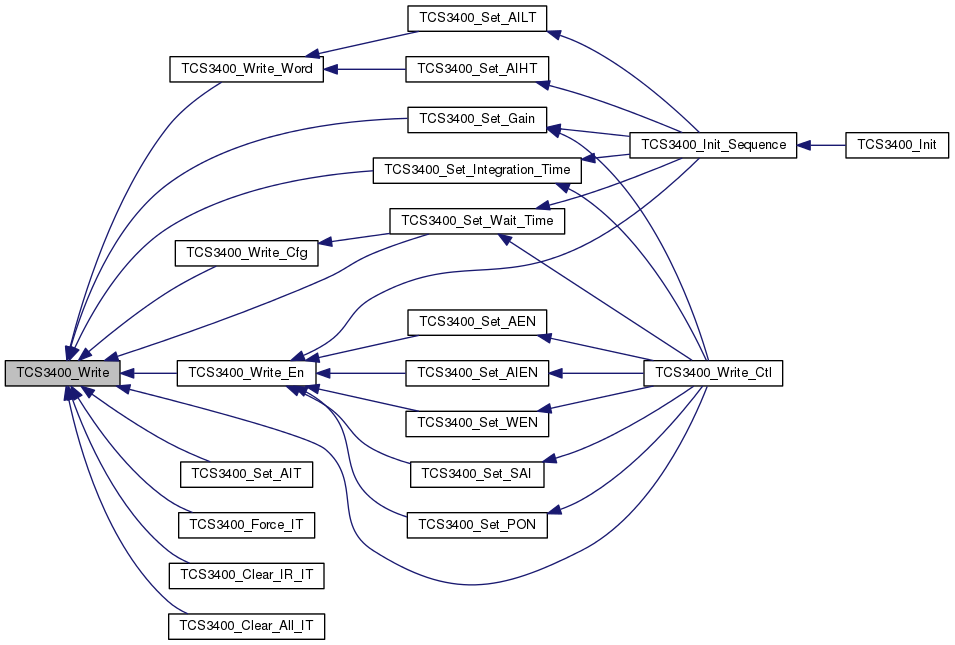 TCS3400_Set_AILT
TCS3400_Write_Word
TCS3400_Set_AIHT
TCS3400_Set_Gain
TCS3400_Init_Sequence
TCS3400_Init
TCS3400_Set_Integration_Time
TCS3400_Set_Wait_Time
TCS3400_Write_Cfg
TCS3400_Set_AEN
TCS3400_Write
TCS3400_Write_En
TCS3400_Set_AIEN
TCS3400_Write_Ctl
TCS3400_Set_WEN
TCS3400_Set_AIT
TCS3400_Set_SAI
TCS3400_Force_IT
TCS3400_Set_PON
TCS3400_Clear_IR_IT
TCS3400_Clear_All_IT